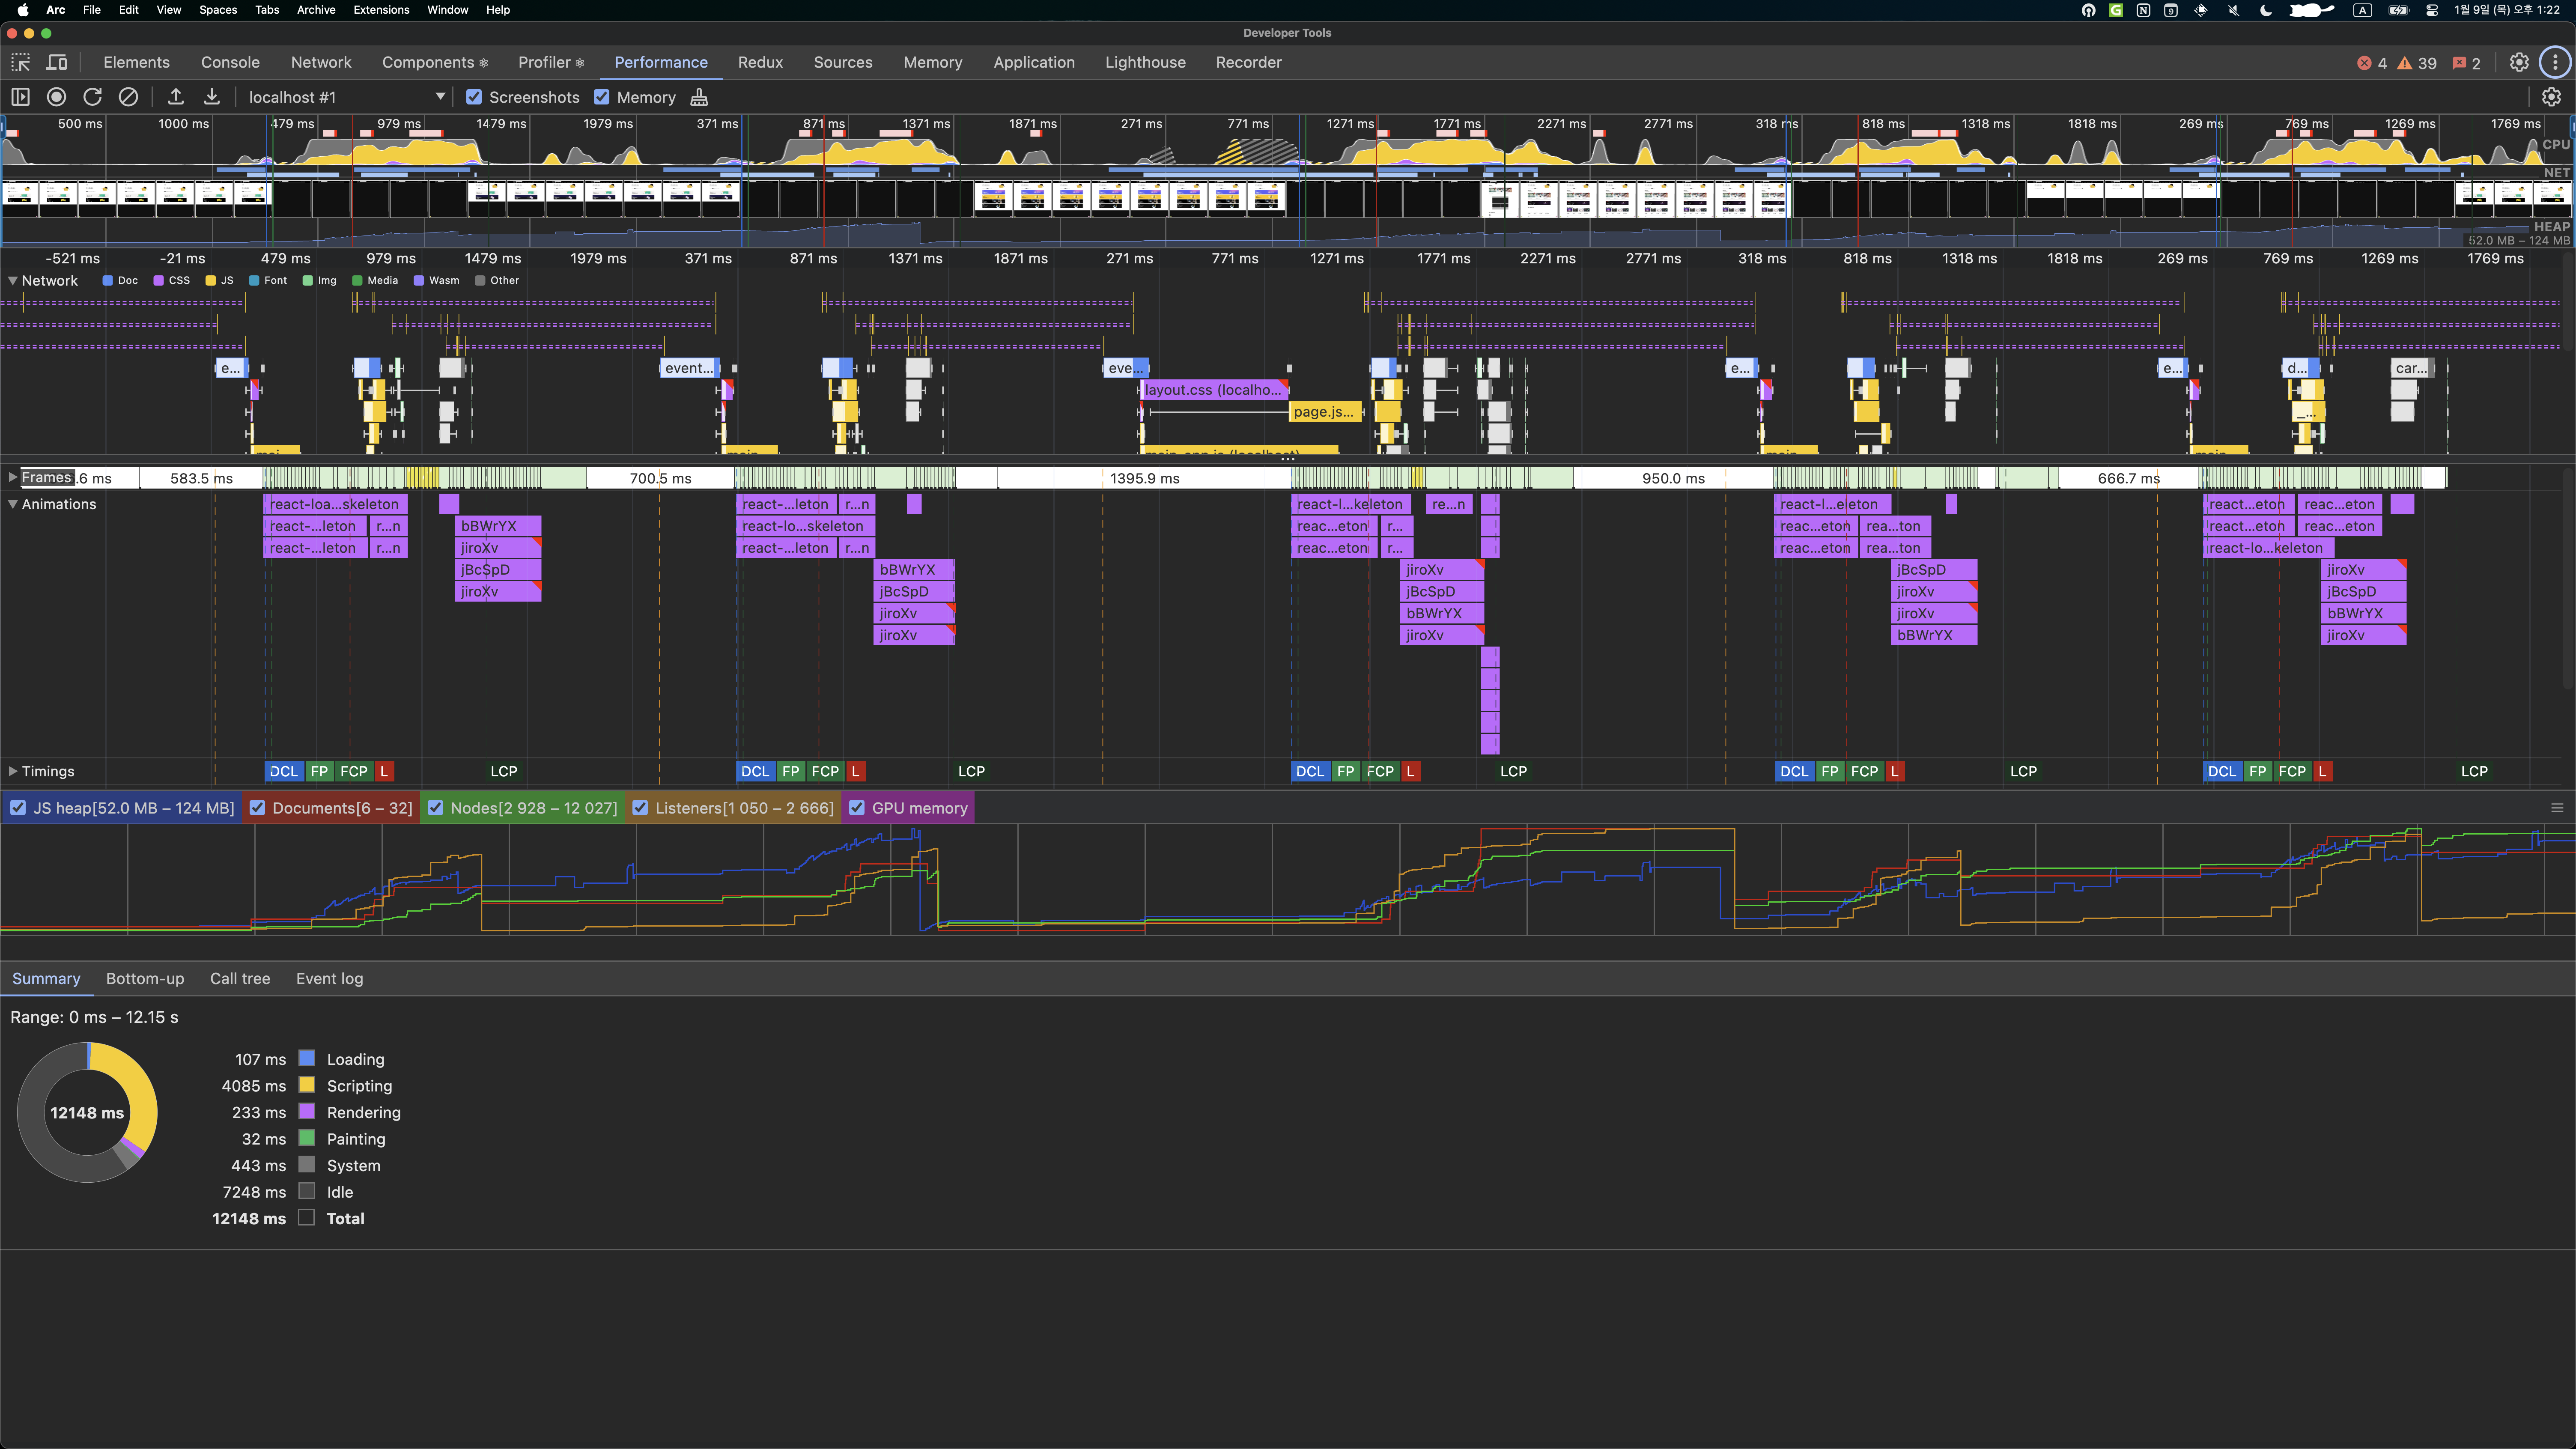 Arc File Edit View Spaces Tabs Archive Extensions Window Help
A 1월 9일 (목) 오후 1:22
Developer Tools
Elements Console Network Components Profiler Performance Redux Sources Memory Application Lighthouse Recorder
4 39 2
localhost #1 Screenshots Memory
500 ms 1000 ms 479 ms 979 ms 1479 ms 1979 ms 371 ms 871 ms 1371 ms 1871 ms 271 ms 771 ms 1271 ms 1771 ms 2271 ms 2771 ms 318 ms 818 ms 1318 ms 1818 ms 269 ms 769 ms 1269 ms 1769 ms
CPU
NET
HEAP
52.0 MB – 124 MB
-521 ms -21 ms 479 ms 979 ms 1479 ms 1979 ms 371 ms 871 ms 1371 ms 1871 ms 271 ms 771 ms 1271 ms 1771 ms 2271 ms 2771 ms 318 ms 818 ms 1318 ms 1818 ms 269 ms 769 ms 1269 ms 1769 ms
Network Doc CSS JS Font Img Media Wasm Other
e... event... eve... e... e... d... car...
layout.css (localho...
page.js... _...
main-app.js (localhost)
Frames .6 ms 583.5 ms 700.5 ms 1395.9 ms 950.0 ms 666.7 ms
Animations react-loa...skeleton react-...leton r...n react-l...keleton re...n react-l...eleton react...eton reac...eton
react-...leton r...n bBWrYX react-lo...skeleton reac...eton r... reac...eton rea...ton react...eton reac...eton
react-...leton r...n jiroXv react-...leton r...n reac...eton r... reac...eton rea...ton react-lo...keleton
jBcSpD bBWrYX jiroXv jBcSpD jiroXv
jiroXv jBcSpD jBcSpD jiroXv jBcSpD
jiroXv bBWrYX jiroXv bBWrYX
jiroXv jiroXv bBWrYX jiroXv
Timings DCL FP FCP L LCP DCL FP FCP L LCP DCL FP FCP L LCP DCL FP FCP L LCP DCL FP FCP L LCP
JS heap[52.0 MB – 124 MB] Documents[6 – 32] Nodes[2 928 – 12 027] Listeners[1 050 – 2 666] GPU memory
Summary Bottom-up Call tree Event log
Range: 0 ms – 12.15 s
107 ms Loading
4085 ms Scripting
12148 ms
233 ms Rendering
32 ms Painting
443 ms System
7248 ms Idle
12148 ms Total